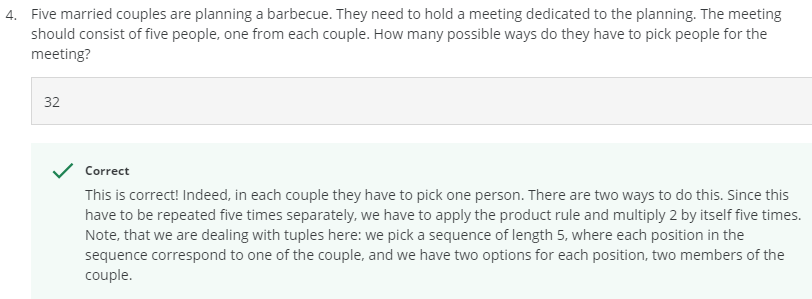 4. Five married couples are planning a barbecue. They need to hold a meeting dedicated to the planning. The meeting
should consist of five people, one from each couple. How many possible ways do they have to pick people for the
meeting?
32
Correct
This is correct! Indeed, in each couple they have to pick one person. There are two ways to do this. Since this
have to be repeated five times separately, we have to apply the product rule and multiply 2 by itself five times.
Note, that we are dealing with tuples here: we pick a sequence of length 5, where each position in the
sequence correspond to one of the couple, and we have two options for each position, two members of the
couple.